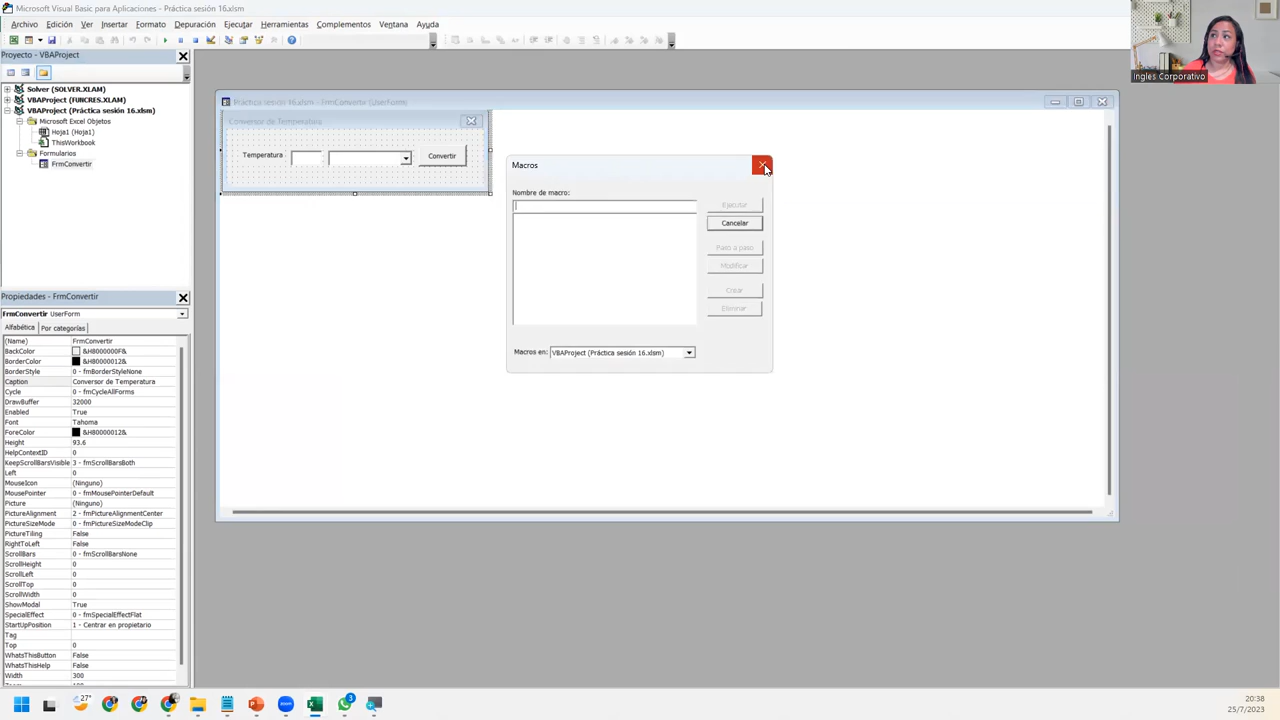 Microsoft Visual Basic para Aplicaciones - Práctica sesión 16.xlsm
Archivo Edición Ver Insertar Formato Depuración Ejecutar Herramientas Complementos Ventana Ayuda
Proyecto - VBAProject
Solver (SOLVER.XLAM)
VBAProject (FUNCRES.XLAM)
VBAProject (Práctica sesión 16.xlsm)
Microsoft Excel Objetos
Hoja1 (Hoja1)
ThisWorkbook
Formularios
FrmConvertir
Práctica sesión 16.xlsm - FrmConvertir (UserForm)
Conversor de Temperatura
Temperatura
Convertir
Macros
Nombre de macro:
Ejecutar
Cancelar
Paso a paso
Modificar
Crear
Eliminar
Macros en: VBAProject (Práctica sesión 16.xlsm)
Ingles Corporativo
Propiedades - FrmConvertir
FrmConvertir UserForm
Alfabética Por categorías
(Name) FrmConvertir
BackColor &H8000000F&
BorderColor &H80000012&
BorderStyle 0 - fmBorderStyleNone
Caption Conversor de Temperatura
Cycle 0 - fmCycleAllForms
DrawBuffer 32000
Enabled True
Font Tahoma
ForeColor &H80000012&
Height 93.6
HelpContextID 0
KeepScrollBarsVisible 3 - fmScrollBarsBoth
Left 0
MouseIcon (Ninguno)
MousePointer 0 - fmMousePointerDefault
Picture (Ninguno)
PictureAlignment 2 - fmPictureAlignmentCenter
PictureSizeMode 0 - fmPictureSizeModeClip
PictureTiling False
RightToLeft False
ScrollBars 0 - fmScrollBarsNone
ScrollHeight 0
ScrollLeft 0
ScrollTop 0
ScrollWidth 0
ShowModal True
SpecialEffect 0 - fmSpecialEffectFlat
StartUpPosition 1 - Centrar en propietario
Tag
Top 0
WhatsThisButton False
WhatsThisHelp False
Width 300
27°
zoom
3
20:38
25/7/2023